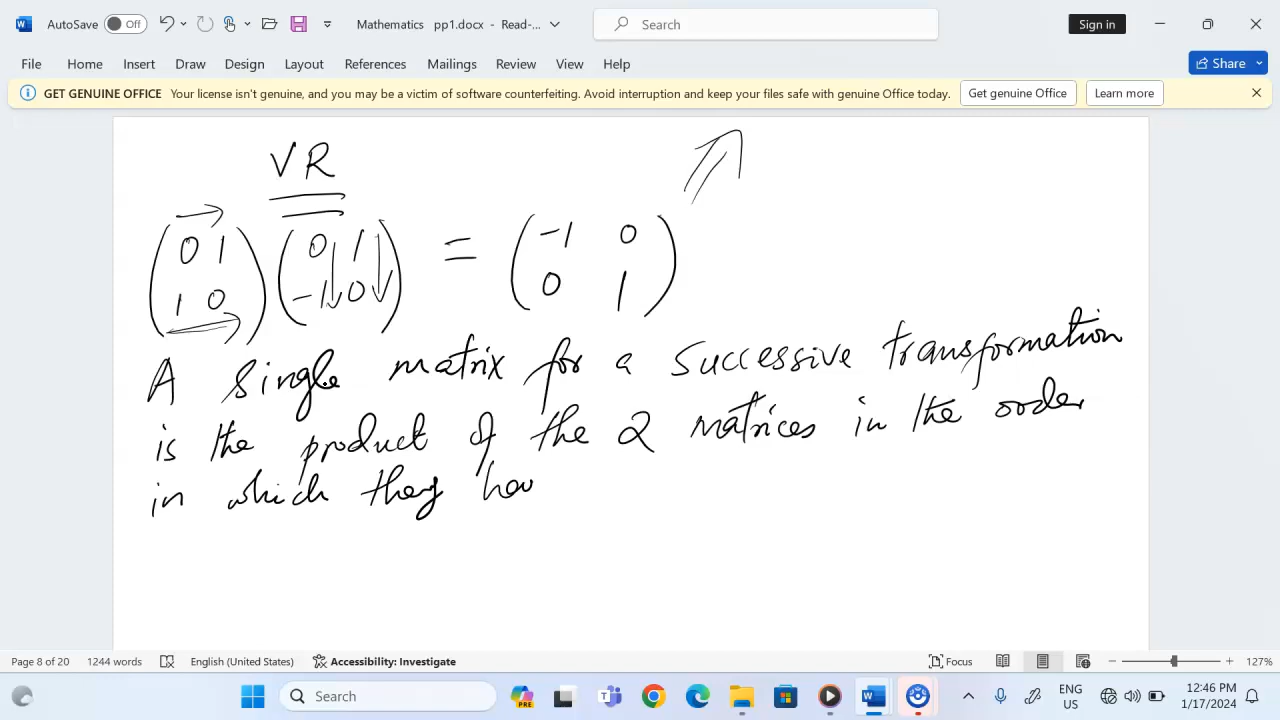 AutoSave Off Mathematics pp1.docx - Read-... Search Sign in
File Home Insert Draw Design Layout References Mailings Review View Help Share
GET GENUINE OFFICE Your license isn't genuine, and you may be a victim of software counterfeiting. Avoid interruption and keep your files safe with genuine Office today. Get genuine Office Learn more
VR
(0 1) (0 1) = (-1 0)
(1 0) (-1 0) (0 1)
A single matrix for a successive transformation
is the product of the 2 matrices in the order
in which they hav
Page 8 of 20 1244 words English (United States) Accessibility: Investigate Focus 127%
Search PRE ENG US 12:46 PM 1/17/2024